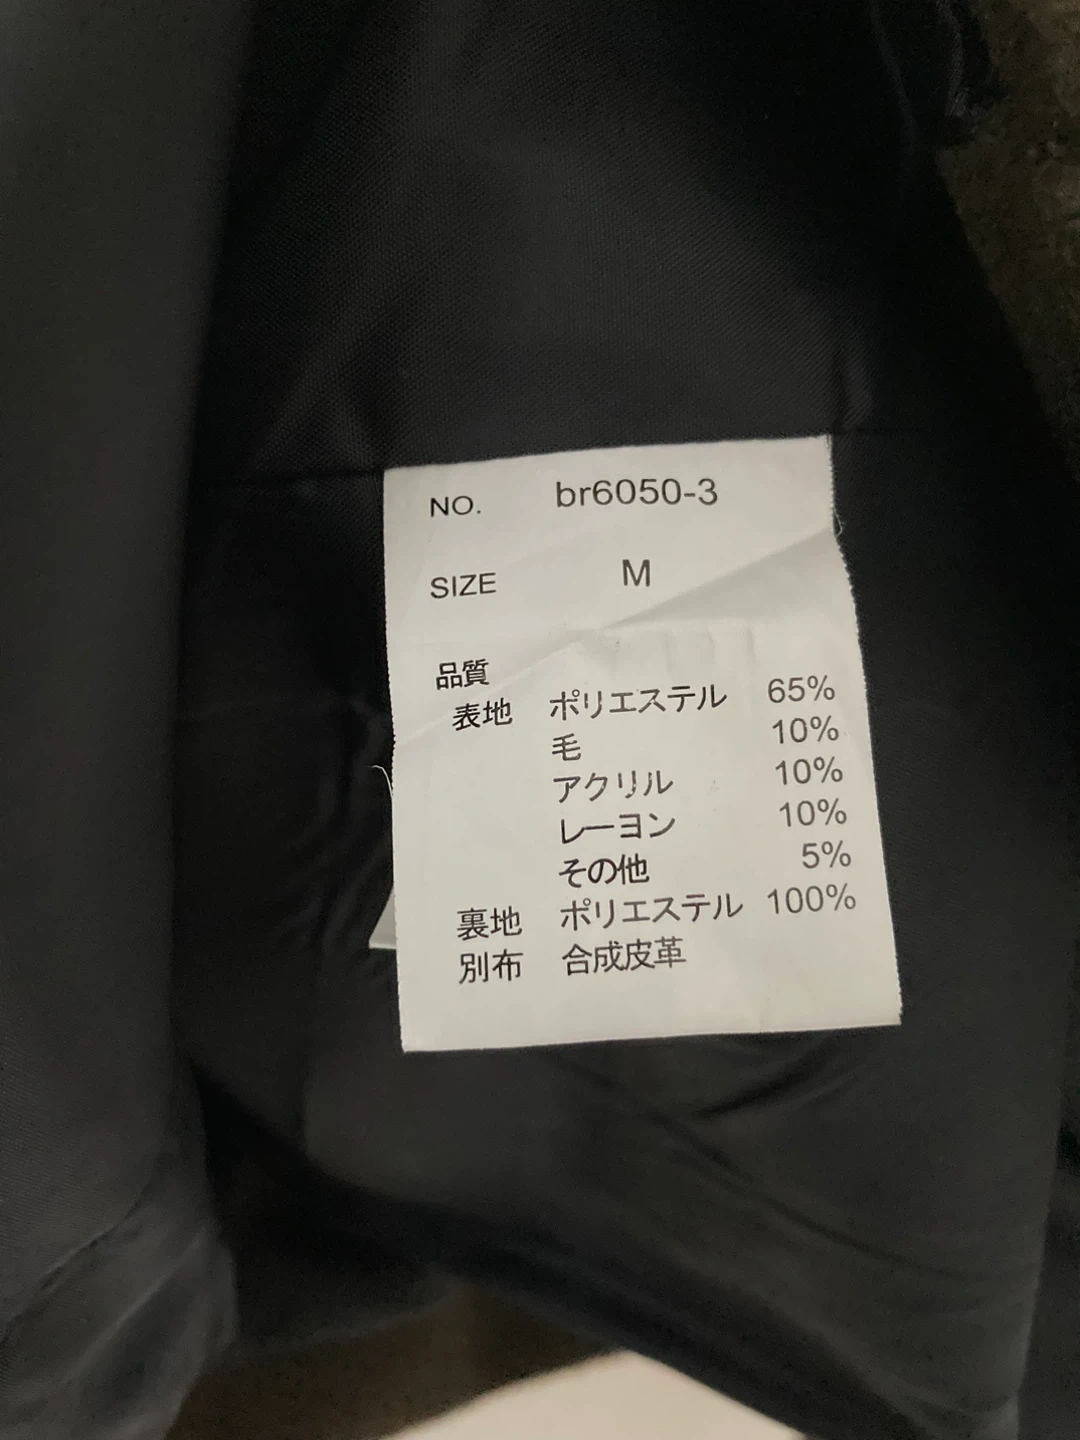 NO. br6050-3
SIZE M
品質
表地 ポリエステル 65%
毛 10%
アクリル 10%
レーヨン 10%
その他 5%
裏地 ポリエステル 100%
別布 合成皮革